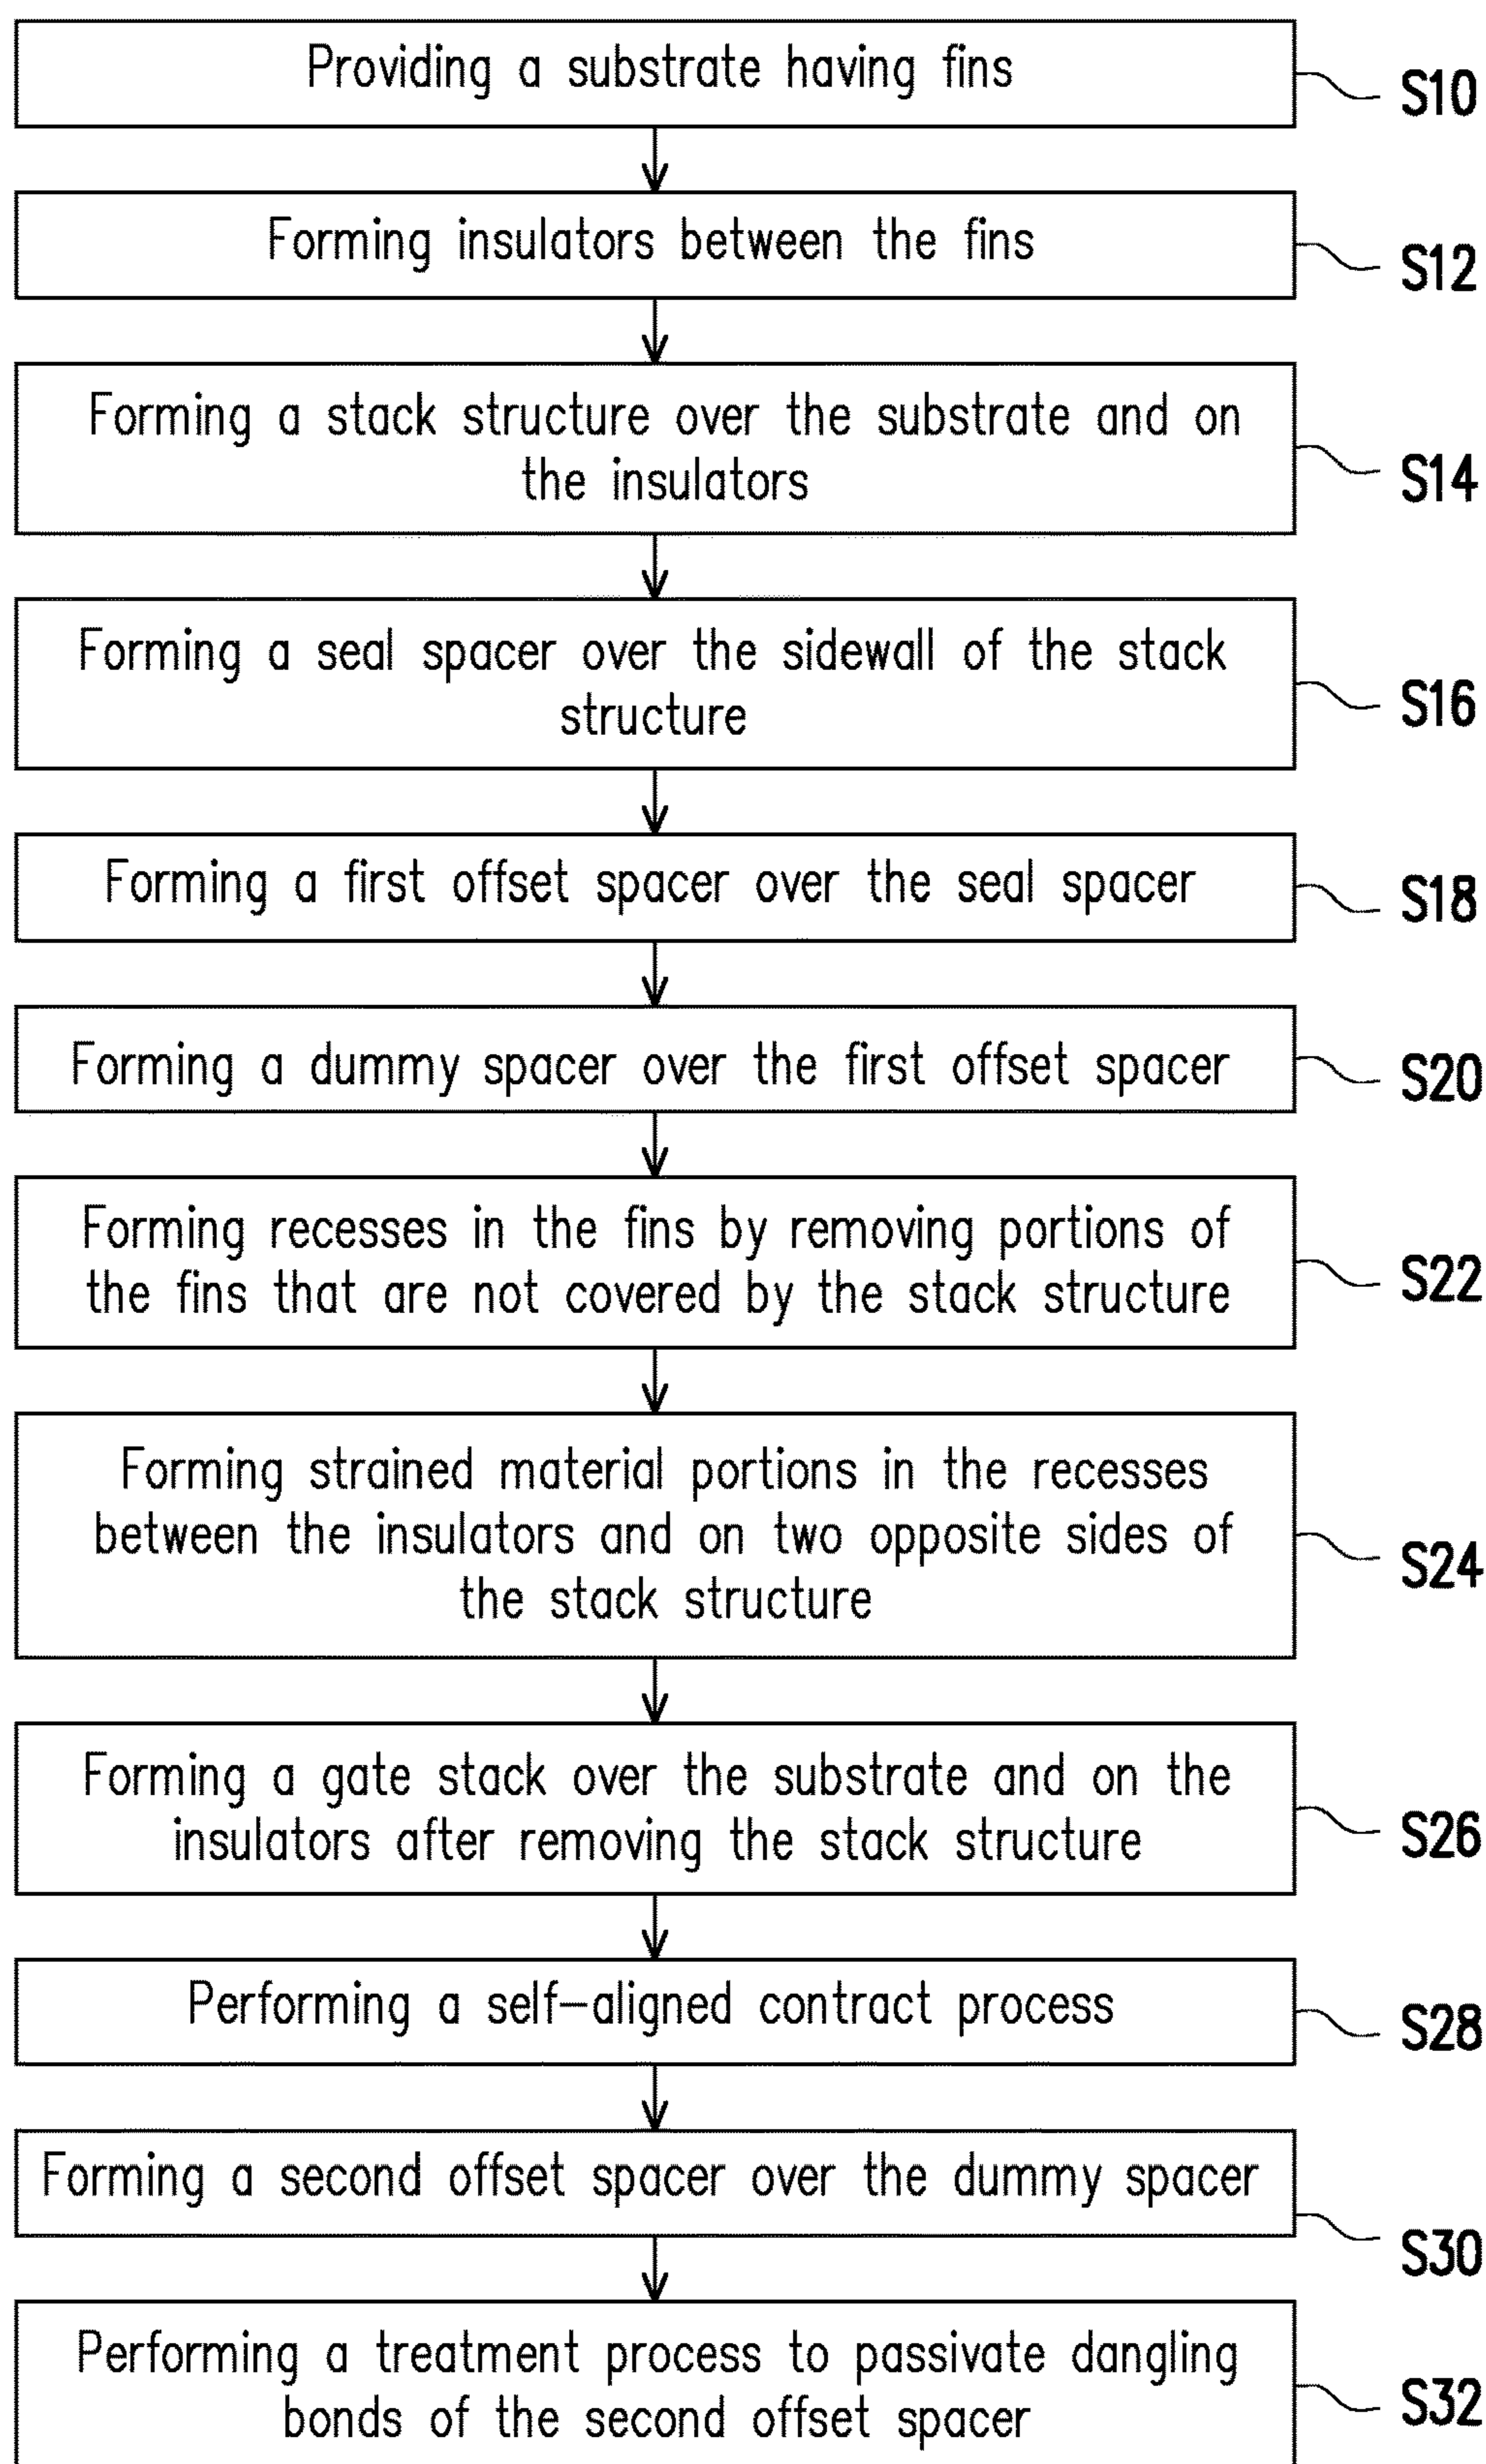 Providing a substrate having fins
S10
Forming insulators between the fins
S12
Forming a stack structure over the substrate and on
the insulators
S14
Forming a seal spacer over the sidewall of the stack
structure
S16
Forming a first offset spacer over the seal spacer
S18
Forming a dummy spacer over the first offset spacer
S20
Forming recesses in the fins by removing portions of
the fins that are not covered by the stack structure
S22
Forming strained material portions in the recesses
between the insulators and on two opposite sides of
the stack structure
S24
Forming a gate stack over the substrate and on the
insulators after removing the stack structure
S26
Performing a self-aligned contract process
S28
Forming a second offset spacer over the dummy spacer
S30
Performing a treatment process to passivate dangling
bonds of the second offset spacer
S32